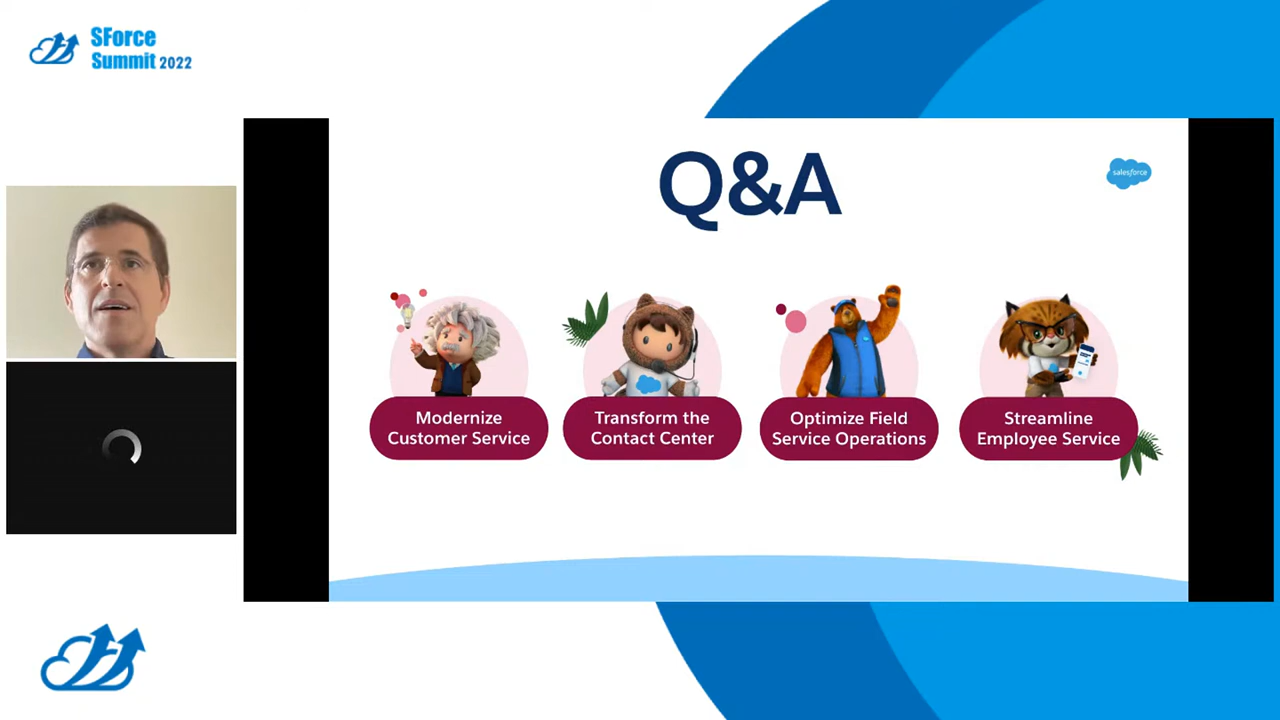 SForce
Summit 2022
Q&A
salesforce
Modernize
Customer Service
Transform the
Contact Center
Optimize Field
Service Operations
Streamline
Employee Service